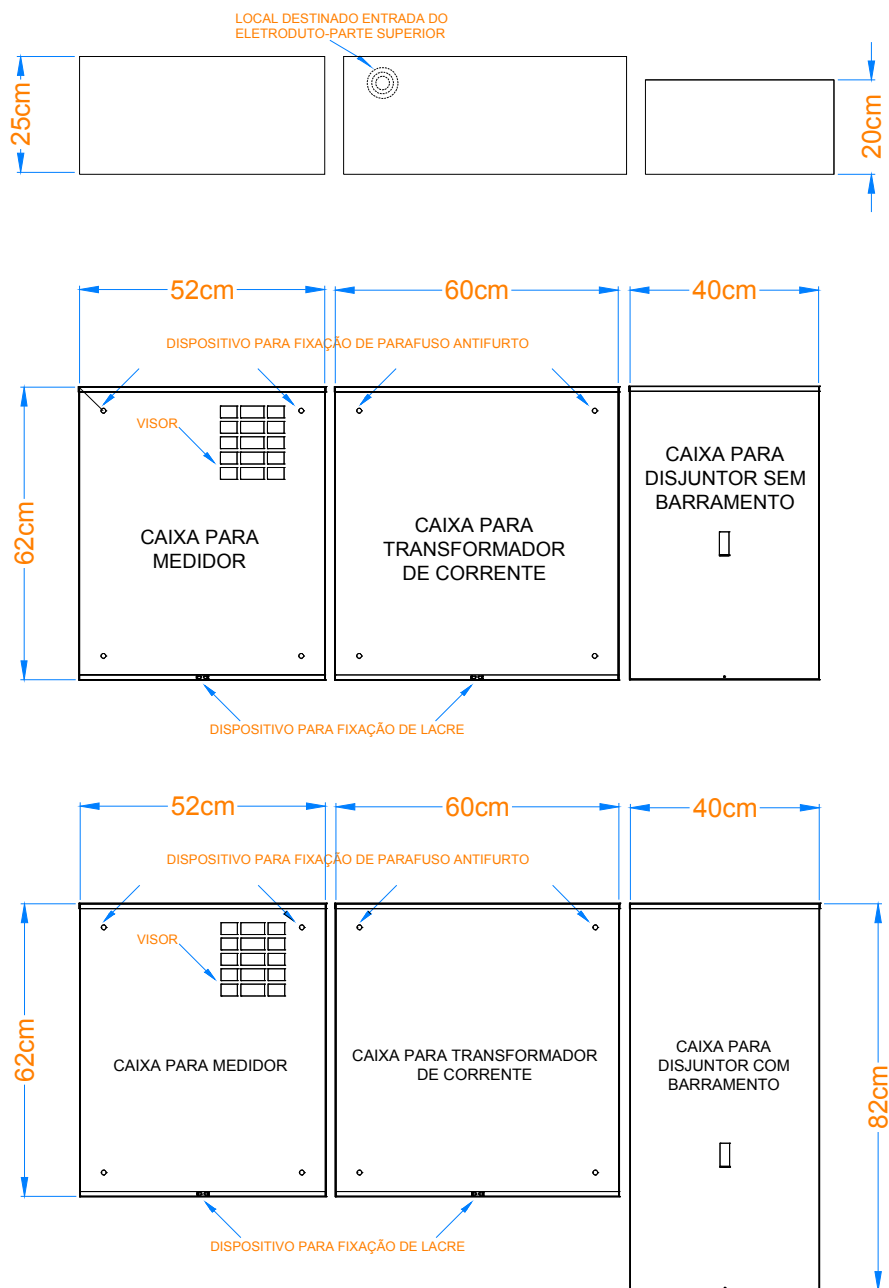 LOCAL DESTINADO ENTRADA DO
ELETRODUTO-PARTE SUPERIOR
25cm
20cm
52cm
60cm
40cm
DISPOSITIVO PARA FIXAÇÃO DE PARAFUSO ANTIFURTO
VISOR
62cm
CAIXA PARA
MEDIDOR
CAIXA PARA
TRANSFORMADOR
DE CORRENTE
CAIXA PARA
DISJUNTOR SEM
BARRAMENTO
DISPOSITIVO PARA FIXAÇÃO DE LACRE
52cm
60cm
40cm
DISPOSITIVO PARA FIXAÇÃO DE PARAFUSO ANTIFURTO
VISOR
62cm
CAIXA PARA MEDIDOR
CAIXA PARA TRANSFORMADOR
DE CORRENTE
CAIXA PARA
DISJUNTOR COM
BARRAMENTO
82cm
DISPOSITIVO PARA FIXAÇÃO DE LACRE